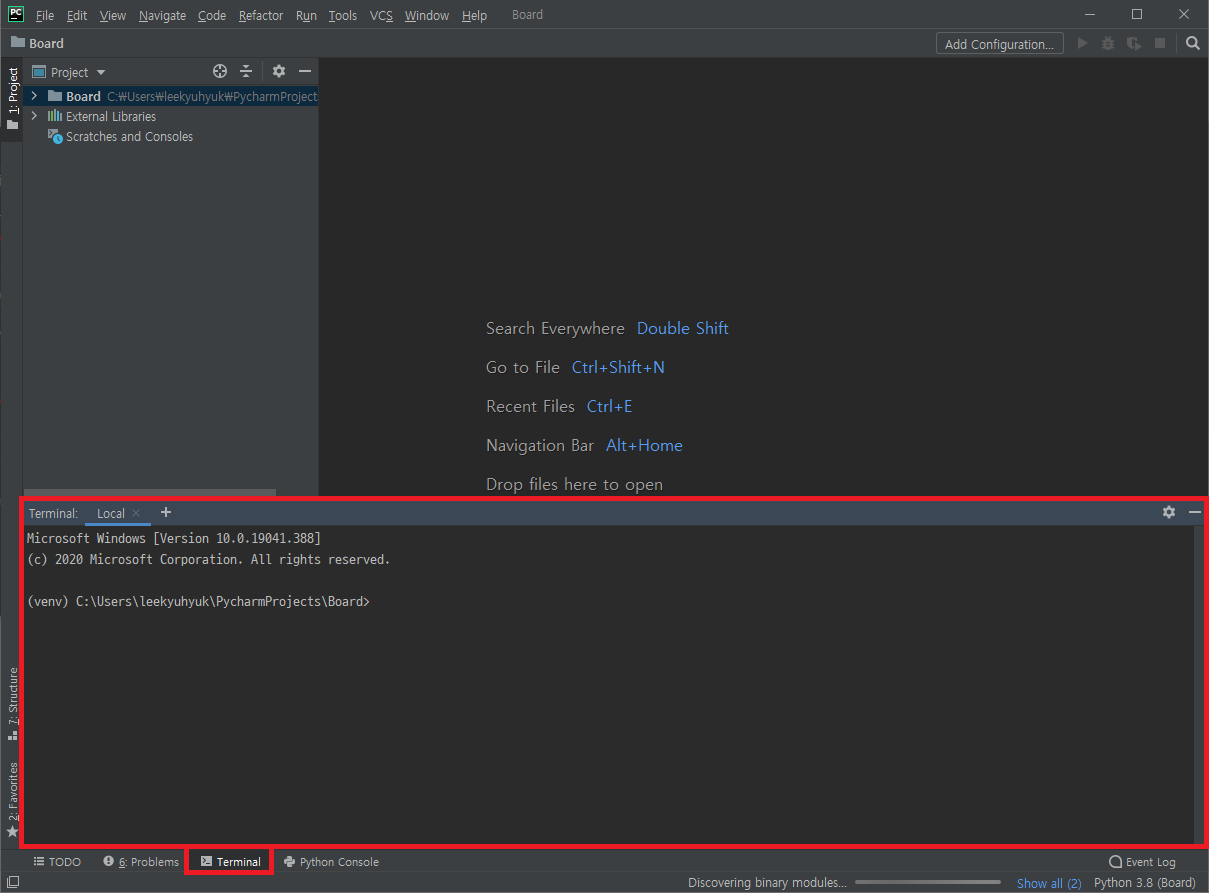 PC File Edit View Navigate Code Refactor Run Tools VCS Window Help Board
Board Add Configuration...
1: Project
Project
Board C:₩Users₩leekyuhyuk₩PycharmProject
External Libraries
Scratches and Consoles
Search Everywhere Double Shift
Go to File Ctrl+Shift+N
Recent Files Ctrl+E
Navigation Bar Alt+Home
Drop files here to open
Terminal: Local
Microsoft Windows [Version 10.0.19041.388]
(c) 2020 Microsoft Corporation. All rights reserved.
(venv) C:\Users\leekyuhyuk\PycharmProjects\Board>
7: Structure
2: Favorites
TODO 6: Problems Terminal Python Console Event Log
Discovering binary modules... Show all (2) Python 3.8 (Board)